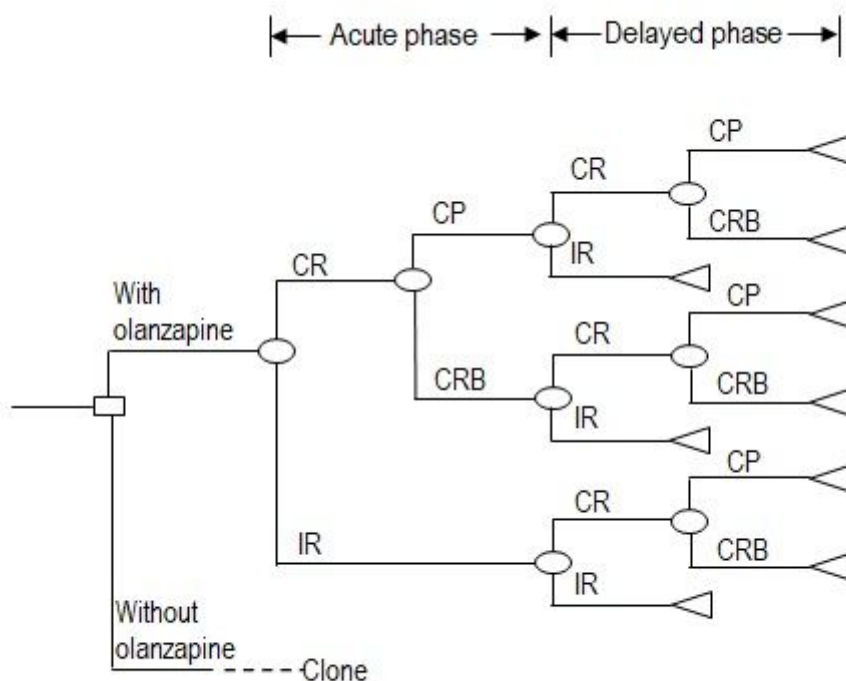 Acute phase
Delayed phase
CP
CR
CRB
CP
IR
CR
With
olanzapine
CP
CR
CRB
CRB
IR
CP
CR
IR
CRB
IR
Without
olanzapine
Clone